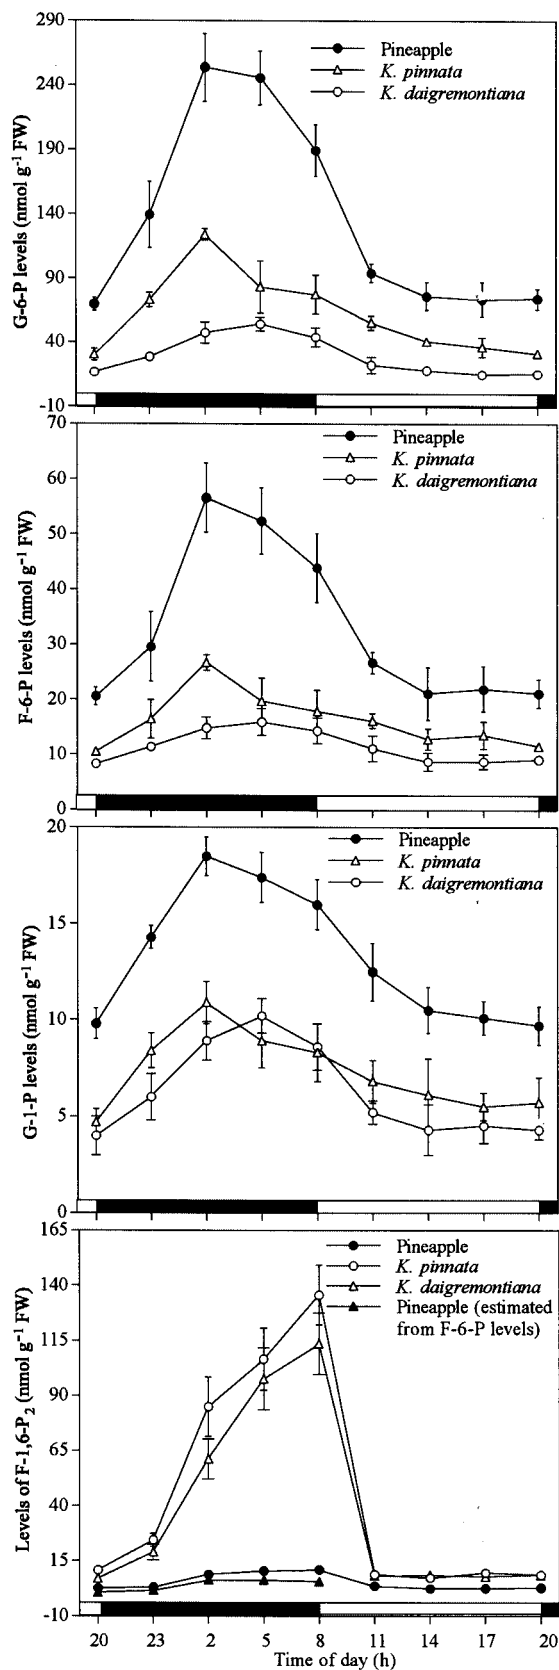 290
240
190
140
90
40
-10
G-6-P levels (nmol g⁻¹ FW)
Pineapple
K. pinnata
K. daigremontiana
70
60
50
40
30
20
10
0
F-6-P levels (nmol g⁻¹ FW)
Pineapple
K. pinnata
K. daigremontiana
20
15
10
5
0
G-1-P levels (nmol g⁻¹ FW)
Pineapple
K. pinnata
K. daigremontiana
165
140
115
90
65
40
15
-10
Levels of F-1,6-P₂ (nmol g⁻¹ FW)
Pineapple
K. pinnata
K. daigremontiana
Pineapple (estimated
from F-6-P levels)
20 23 2 5 8 11 14 17 20
Time of day (h)